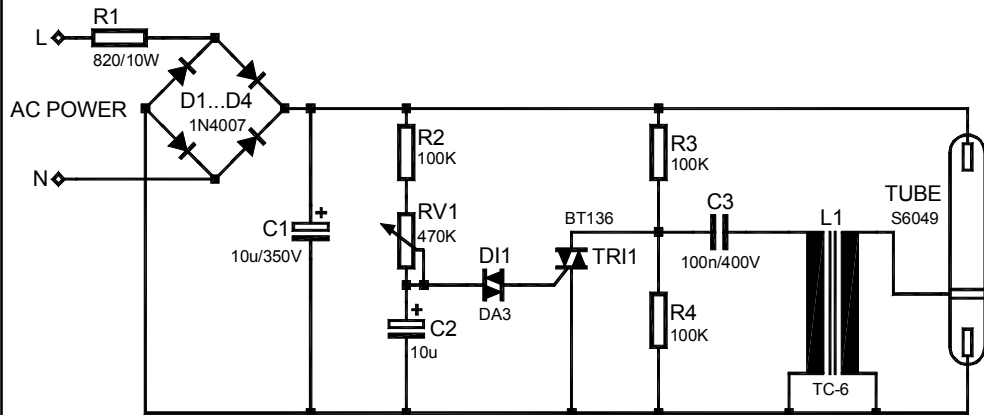 R1
L
820/10W
AC POWER
D1...D4
1N4007
N
C1
+
10u/350V
R2
100K
RV1
470K
+
C2
10u
DI1
DA3
BT136
TRI1
R3
100K
C3
100n/400V
R4
100K
L1
TC-6
TUBE
S6049